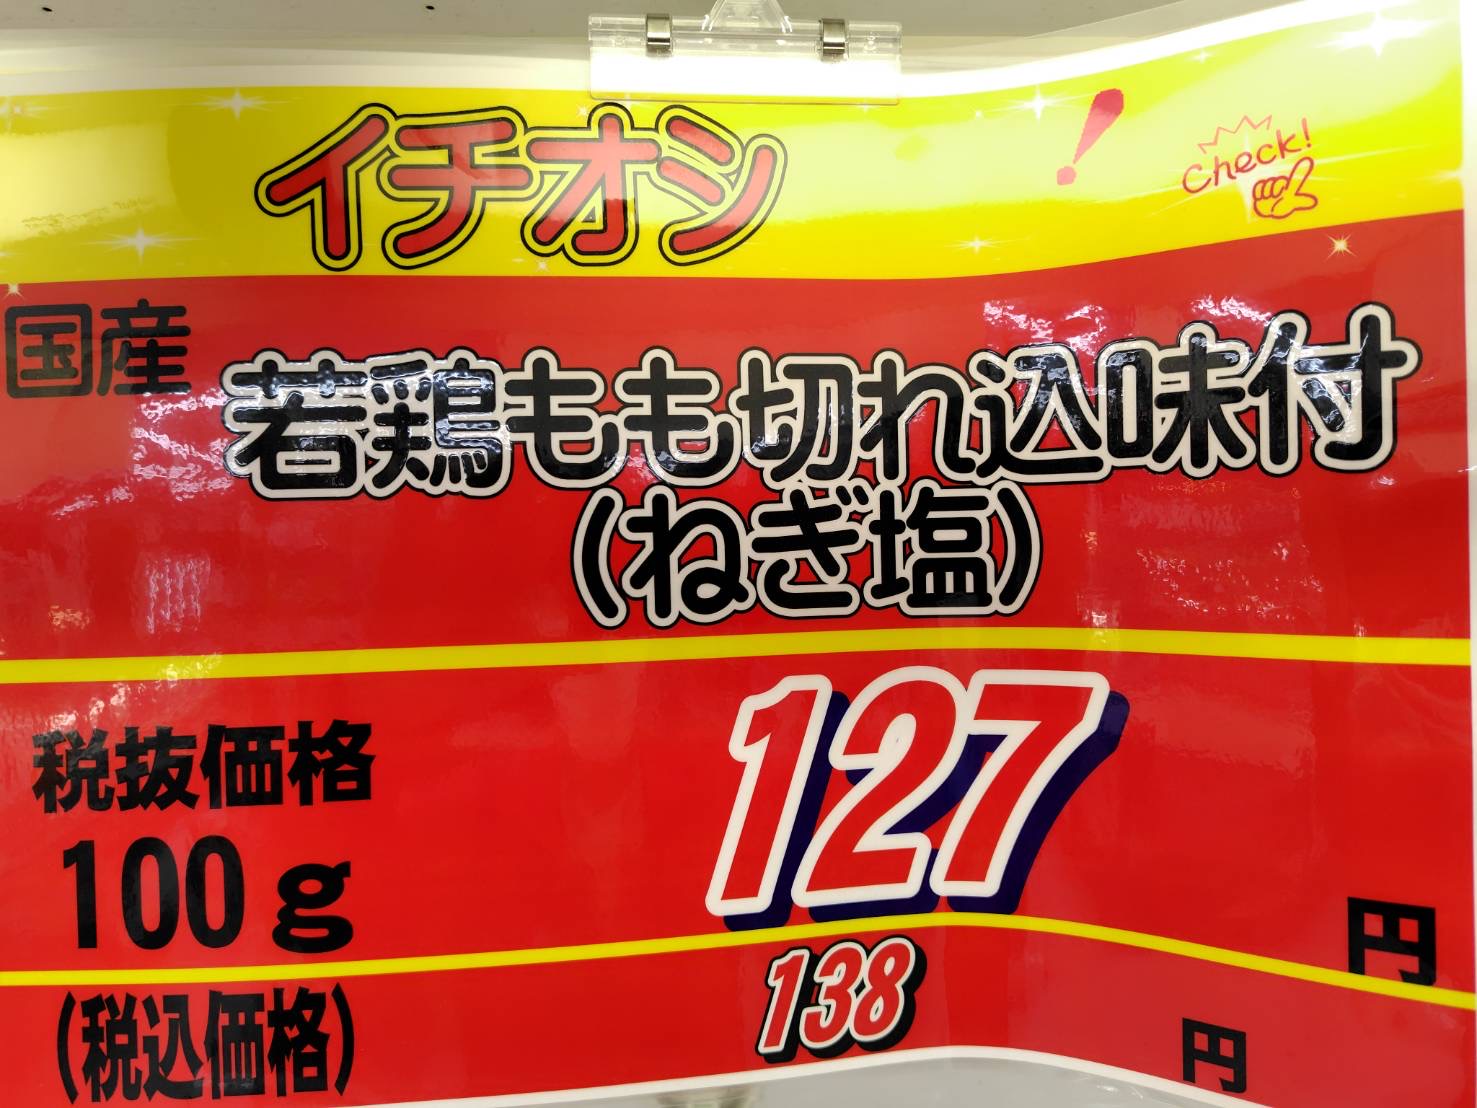 イチオシ ! Check!
国産
若鶏もも切れ込味付
(ねぎ塩)
税抜価格
100g 127 円
(税込価格) 138 円